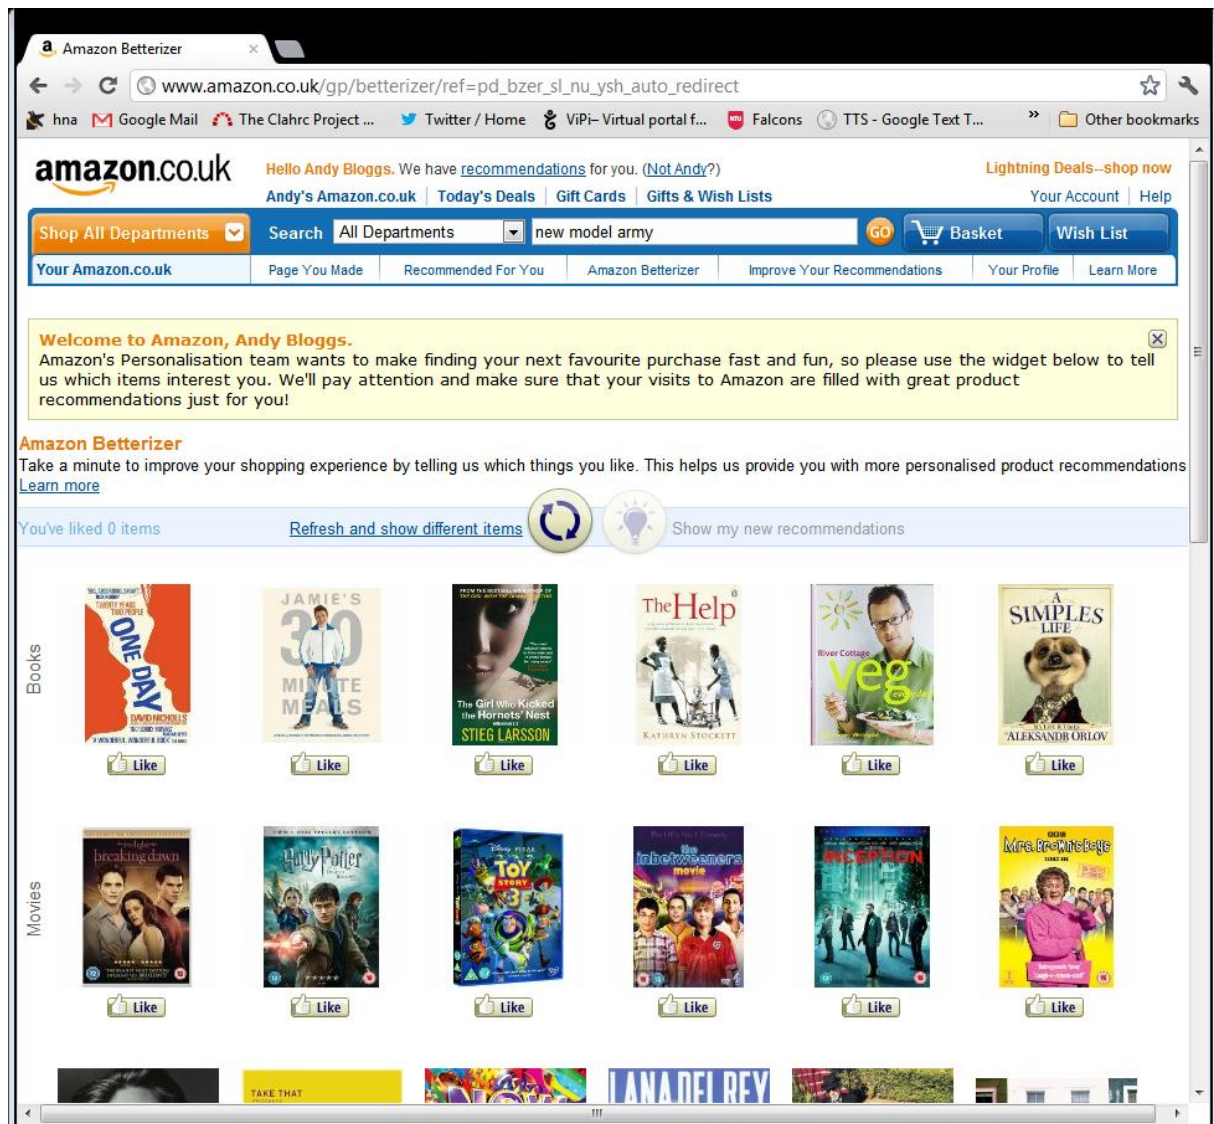 Amazon Betterizer
www.amazon.co.uk/gp/betterizer/ref=pd_bzer_sl_nu_ysh_auto_redirect
hna Google Mail The Clahrc Project ... Twitter / Home ViPi– Virtual portal f... Falcons TTS - Google Text T... » Other bookmarks
amazon.co.uk
Hello Andy Bloggs. We have recommendations for you. (Not Andy?)
Lightning Deals--shop now
Andy's Amazon.co.uk Today's Deals Gift Cards Gifts & Wish Lists
Your Account Help
Shop All Departments Search All Departments new model army GO Basket Wish List
Your Amazon.co.uk Page You Made Recommended For You Amazon Betterizer Improve Your Recommendations Your Profile Learn More
Welcome to Amazon, Andy Bloggs.
Amazon's Personalisation team wants to make finding your next favourite purchase fast and fun, so please use the widget below to tell
us which items interest you. We'll pay attention and make sure that your visits to Amazon are filled with great product
recommendations just for you!
Amazon Betterizer
Take a minute to improve your shopping experience by telling us which things you like. This helps us provide you with more personalised product recommendations
Learn more
You've liked 0 items
Refresh and show different items
Show my new recommendations
Books
TWENTY YEARS.
TWO PEOPLE
ONE DAY
DAVID NICHOLLS
JAMIE'S
30
MINUTE
MEALS
The Girl Who Kicked
the Hornets' Nest
STIEG LARSSON
The Help
KATHRYN STOCKETT
River Cottage
veg
everyday
A
SIMPLES
LIFE
ALEKSANDR ORLOV
Like Like Like Like Like Like
Movies
breaking dawn
Harry Potter
Disney PIXAR
TOY
STORY
3
the
inbetweeners
movie
INCEPTION
BBC
Mrs. Brown's Boys
Like Like Like Like Like Like
TAKE THAT
NOW
LANA DEL REY